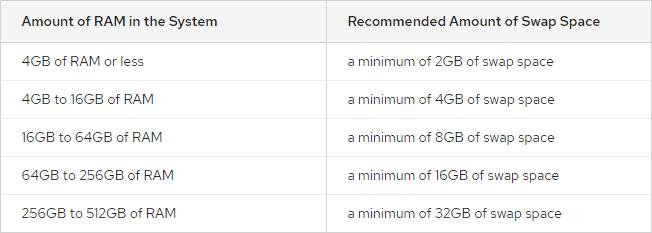 Amount of RAM in the System Recommended Amount of Swap Space
4GB of RAM or less a minimum of 2GB of swap space
4GB to 16GB of RAM a minimum of 4GB of swap space
16GB to 64GB of RAM a minimum of 8GB of swap space
64GB to 256GB of RAM a minimum of 16GB of swap space
256GB to 512GB of RAM a minimum of 32GB of swap space